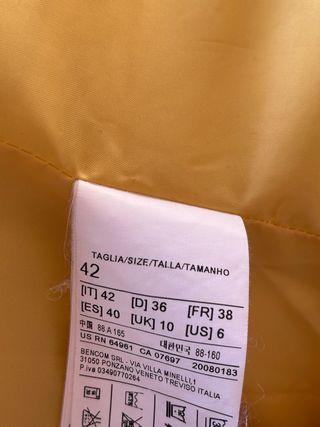 TAGLIA/SIZE/TALLA/TAMANHO
42
[IT] 42 [D] 36 [FR] 38
[ES] 40 [UK] 10 [US] 6
中国 88 A 165 대한민국 88-160
US RN 64961 CA 07697 20080183
BENCOM SRL - VIA VILLA MINELLI,1
31050 PONZANO VENETO TREVISO ITALIA
P.iva 03490770264